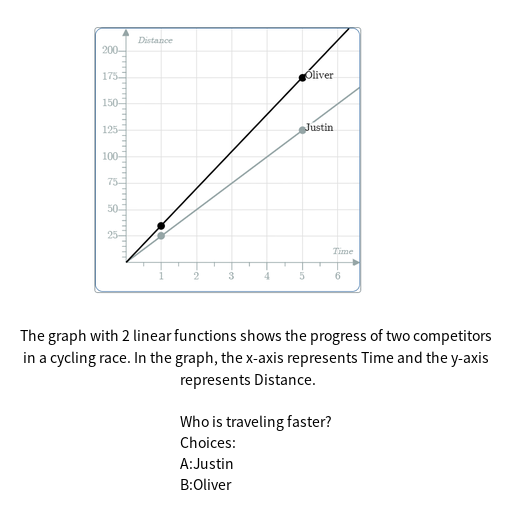 Distance
200
175
Oliver
150
125
Justin
100
75
50
25
Time
1 2 3 4 5 6
The graph with 2 linear functions shows the progress of two competitors
in a cycling race. In the graph, the x-axis represents Time and the y-axis
represents Distance.
Who is traveling faster?
Choices:
A:Justin
B:Oliver